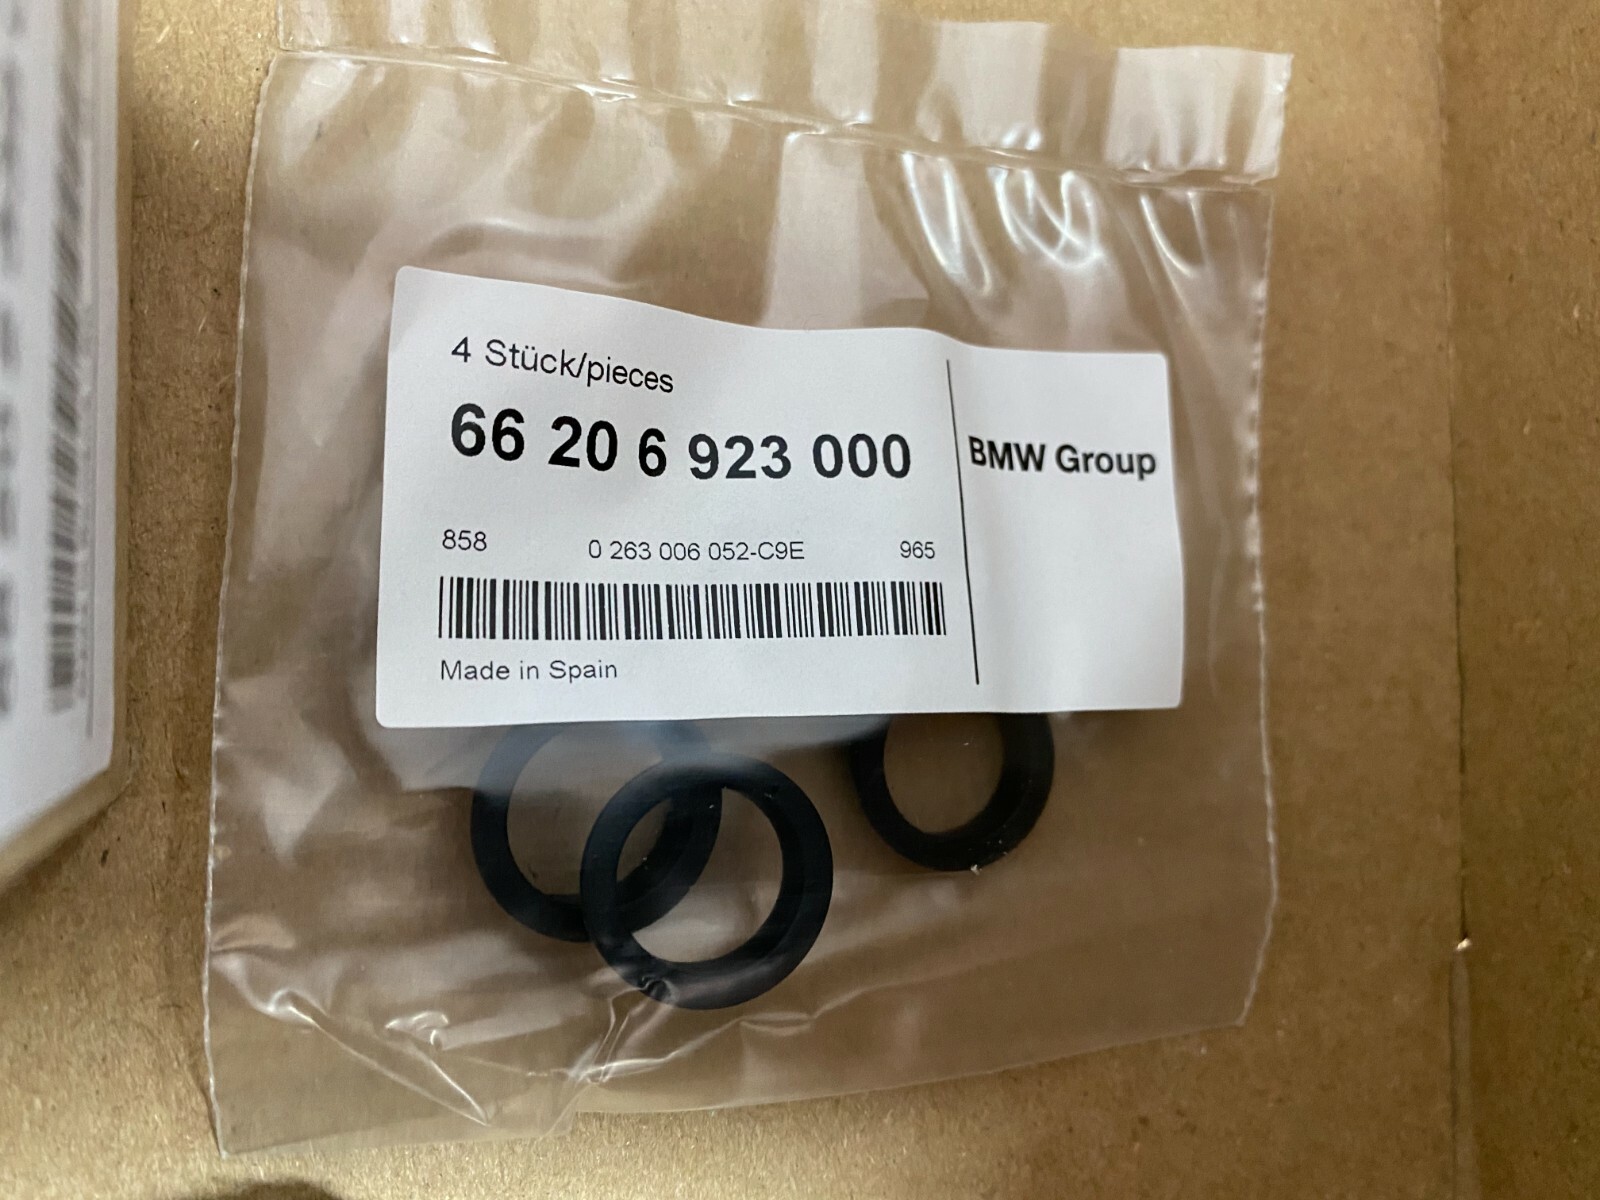 4 Stück/pieces
66 20 6 923 000
BMW Group
858 0 263 006 052-C9E 965
Made in Spain